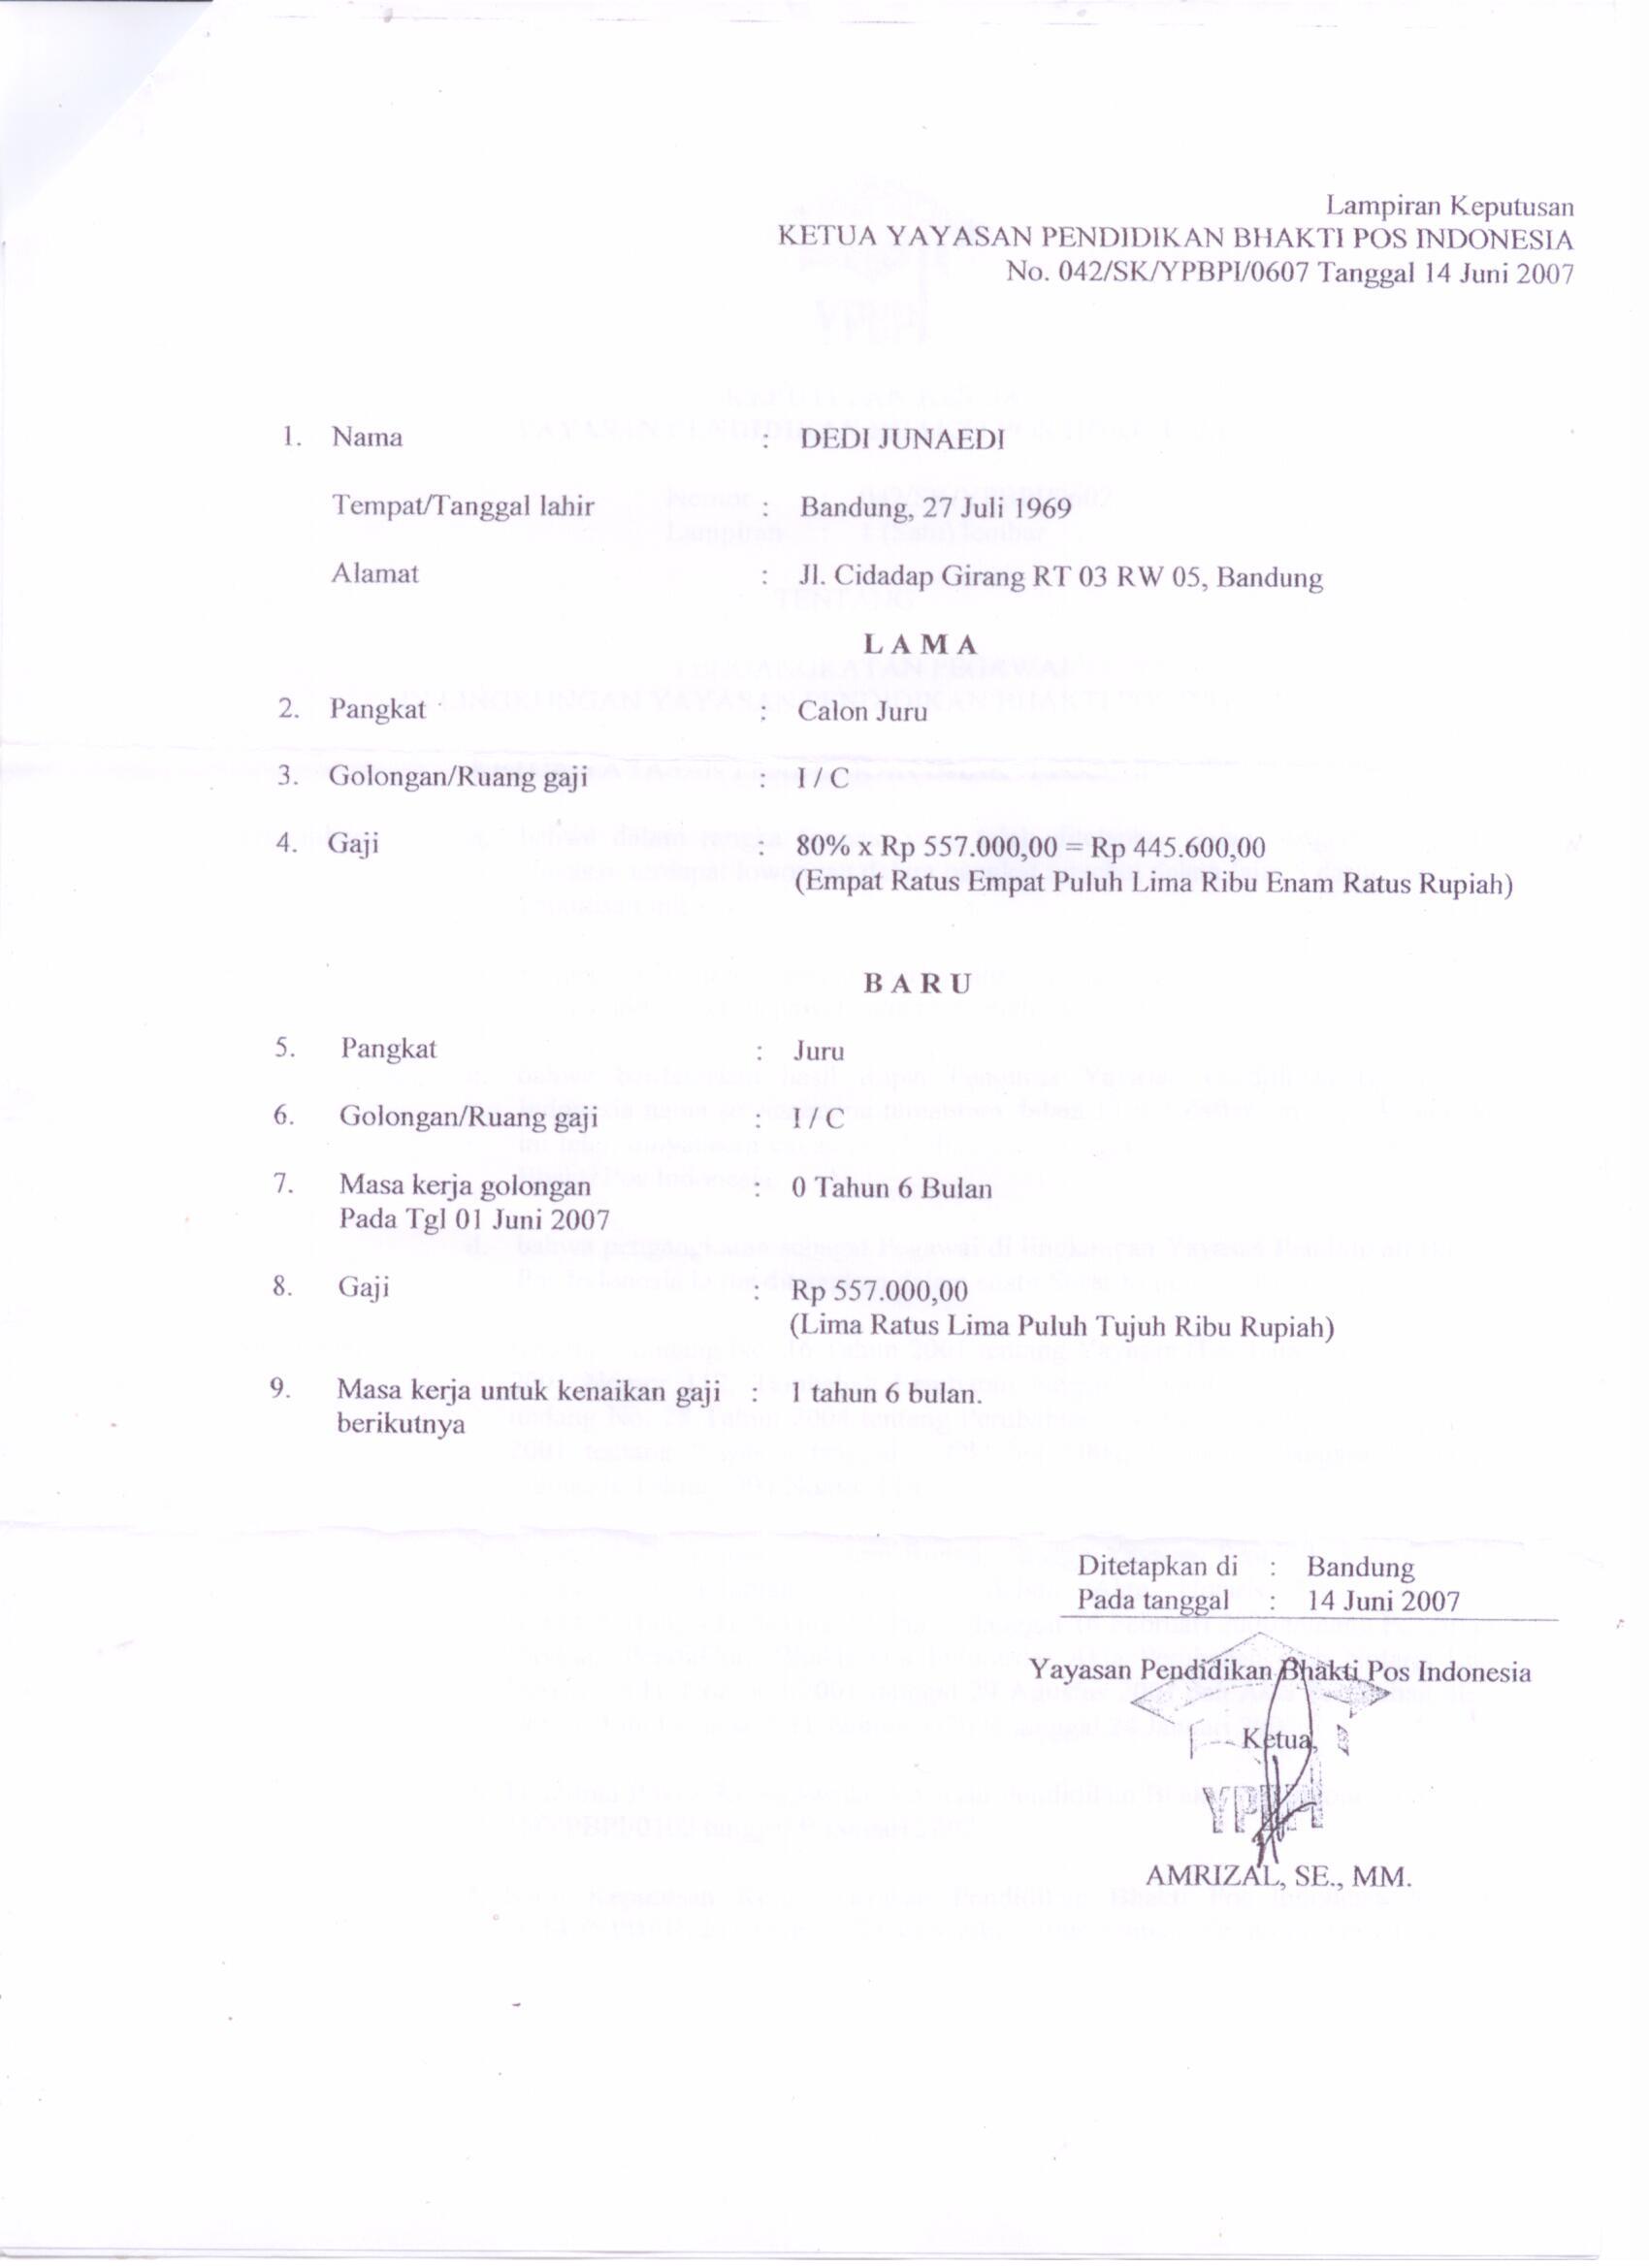 Lampiran Keputusan
KETUA YAYASAN PENDIDIKAN BHAKTI POS INDONESIA
No. 042/SK/YPBPI/0607 Tanggal 14 Juni 2007
1. Nama : DEDI JUNAEDI
Tempat/Tanggal lahir : Bandung, 27 Juli 1969
Alamat : Jl. Cidadap Girang RT 03 RW 05, Bandung
L A M A
2. Pangkat : Calon Juru
3. Golongan/Ruang gaji : I / C
4. Gaji : 80% x Rp 557.000,00 = Rp 445.600,00
(Empat Ratus Empat Puluh Lima Ribu Enam Ratus Rupiah)
B A R U
5. Pangkat : Juru
6. Golongan/Ruang gaji : I / C
7. Masa kerja golongan : 0 Tahun 6 Bulan
Pada Tgl 01 Juni 2007
8. Gaji : Rp 557.000,00
(Lima Ratus Lima Puluh Tujuh Ribu Rupiah)
9. Masa kerja untuk kenaikan gaji : 1 tahun 6 bulan.
berikutnya
Ditetapkan di : Bandung
Pada tanggal : 14 Juni 2007
Yayasan Pendidikan Bhakti Pos Indonesia
Ketua,
YPBPI
AMRIZAL, SE., MM.